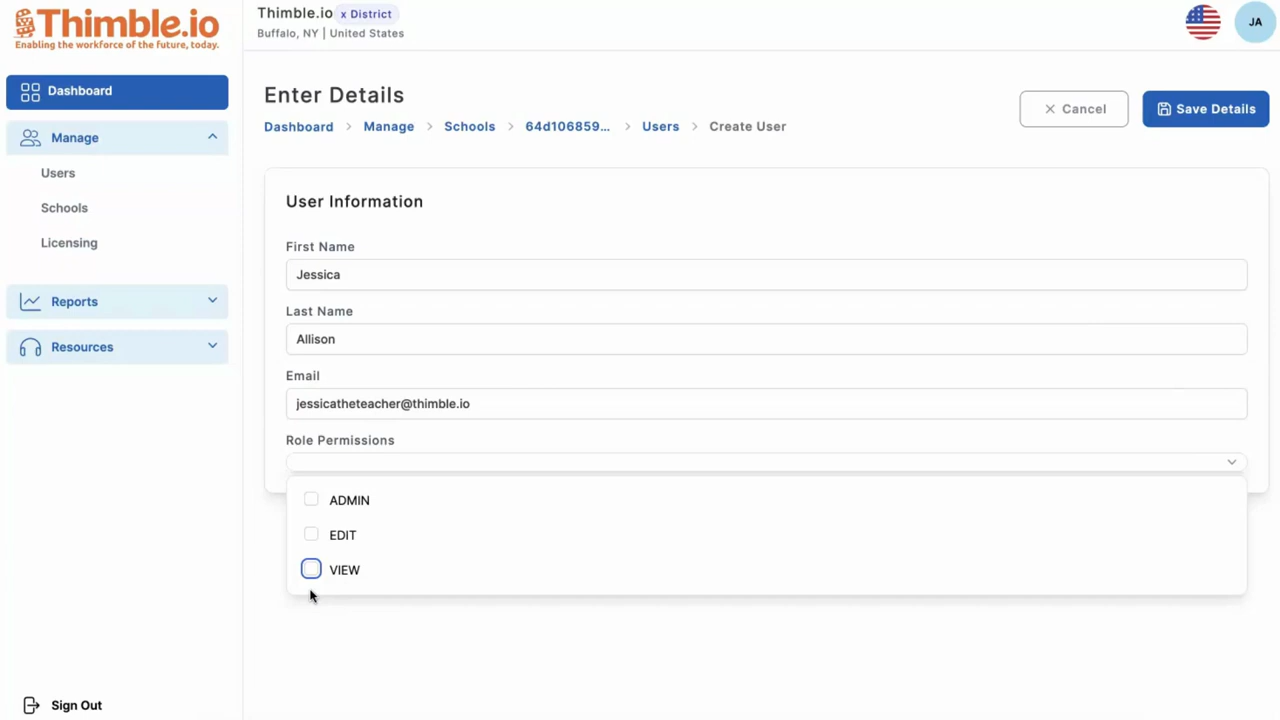 Thimble.io
Enabling the workforce of the future, today.
Thimble.io x District
Buffalo, NY | United States
JA
Dashboard
Manage
Users
Schools
Licensing
Reports
Resources
Sign Out
Enter Details
Dashboard > Manage > Schools > 64d106859... > Users > Create User
Cancel
Save Details
User Information
First Name
Jessica
Last Name
Allison
Email
jessicatheteacher@thimble.io
Role Permissions
ADMIN
EDIT
VIEW